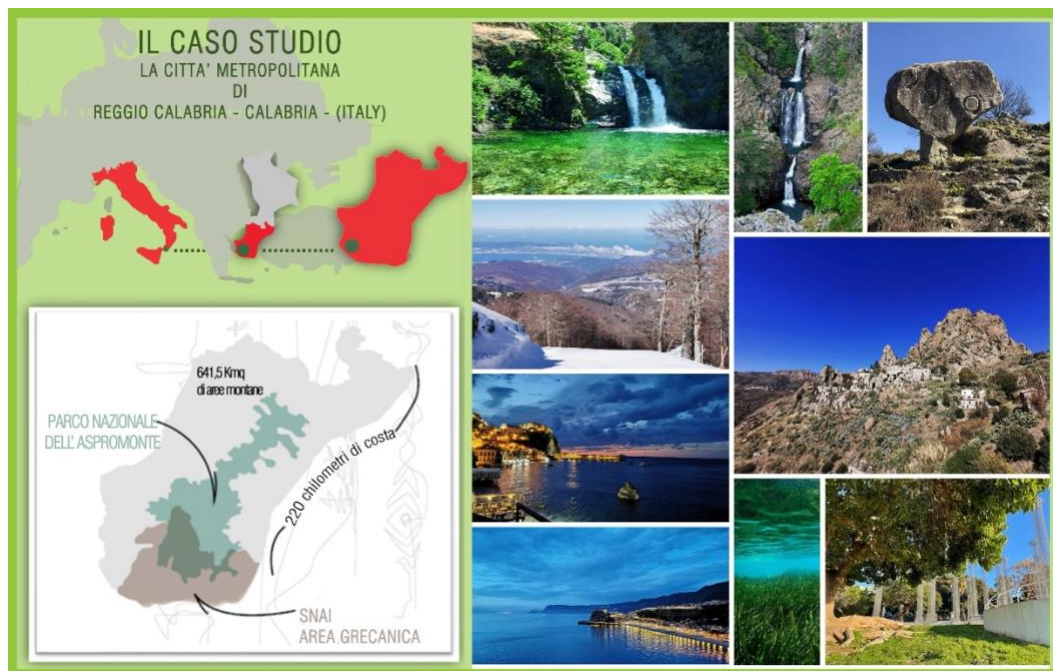 IL CASO STUDIO
LA CITTA' METROPOLITANA
DI
REGGIO CALABRIA - CALABRIA - (ITALY)
641,5 Kmq
di aree montane
PARCO NAZIONALE
DELL' ASPROMONTE
220 chilometri di costa
SNAI
AREA GRECANICA